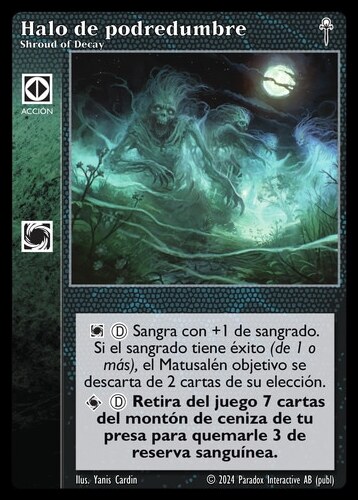 Halo de podredumbre
Shroud of Decay
ACCIÓN
Ⓓ Sangra con +1 de sangrado.
Si el sangrado tiene éxito (de 1 o
más), el Matusalén objetivo se
descarta de 2 cartas de su elección.
Ⓓ Retira del juego 7 cartas
del montón de ceniza de tu
presa para quemarle 3 de
reserva sanguínea.
Ilus. Yanis Cardin
© 2024 Paradox Interactive AB (publ)